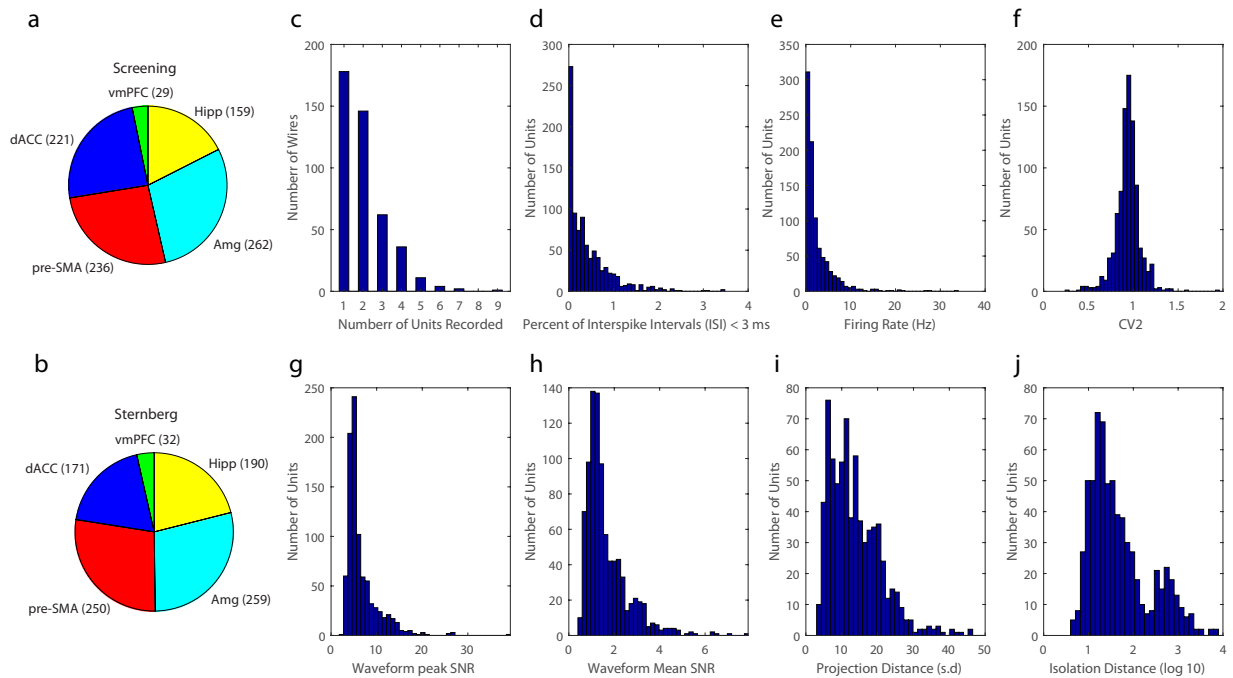 a
Screening
vmPFC (29)
Hipp (159)
dACC (221)
Amg (262)
pre-SMA (236)
c
200
150
100
50
0
Numberr of Wires
1 2 3 4 5 6 7 8 9
Numberr of Units Recorded
d
300
250
200
150
100
50
0
Number of Units
0 1 2 3 4
Percent of Interspike Intervals (ISI) < 3 ms
e
350
300
250
200
150
100
50
0
Number of Units
0 10 20 30 40
Firing Rate (Hz)
f
200
150
100
50
0
Number of Units
0 0.5 1 1.5 2
CV2
b
Sternberg
vmPFC (32)
dACC (171)
Hipp (190)
pre-SMA (250)
Amg (259)
g
250
200
150
100
50
0
Number of Units
0 10 20 30
Waveform peak SNR
h
140
120
100
80
60
40
20
0
Number of Units
0 2 4 6
Waveform Mean SNR
i
80
70
60
50
40
30
20
10
0
Number of Units
0 10 20 30 40 50
Projection Distance (s.d)
j
80
70
60
50
40
30
20
10
0
Number of Units
0 1 2 3 4
Isolation Distance (log 10)